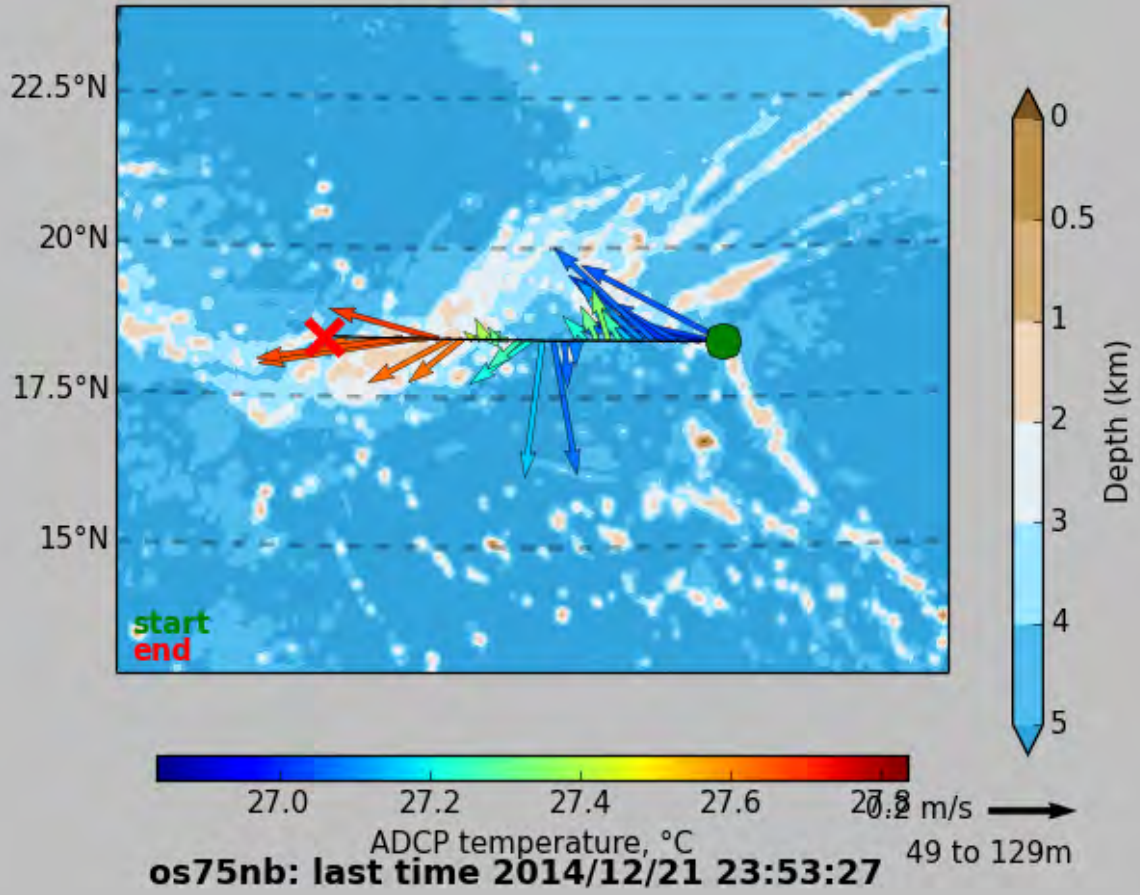 22.5°N
20°N
17.5°N
15°N
start
end
0
0.5
1
2
3
4
5
Depth (km)
27.0
27.2
27.4
27.6
27.8
0.2 m/s
ADCP temperature, °C
49 to 129m
os75nb: last time 2014/12/21 23:53:27